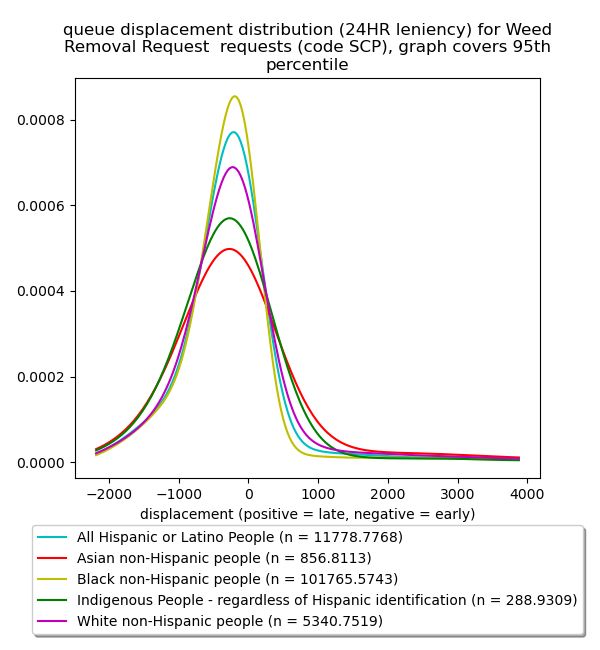 queue displacement distribution (24HR leniency) for Weed
Removal Request  requests (code SCP), graph covers 95th
percentile
0.0008
0.0006
0.0004
0.0002
0.0000
−2000 −1000 0 1000 2000 3000 4000
displacement (positive = late, negative = early)
All Hispanic or Latino People (n = 11778.7768)
Asian non-Hispanic people (n = 856.8113)
Black non-Hispanic people (n = 101765.5743)
Indigenous People - regardless of Hispanic identification (n = 288.9309)
White non-Hispanic people (n = 5340.7519)